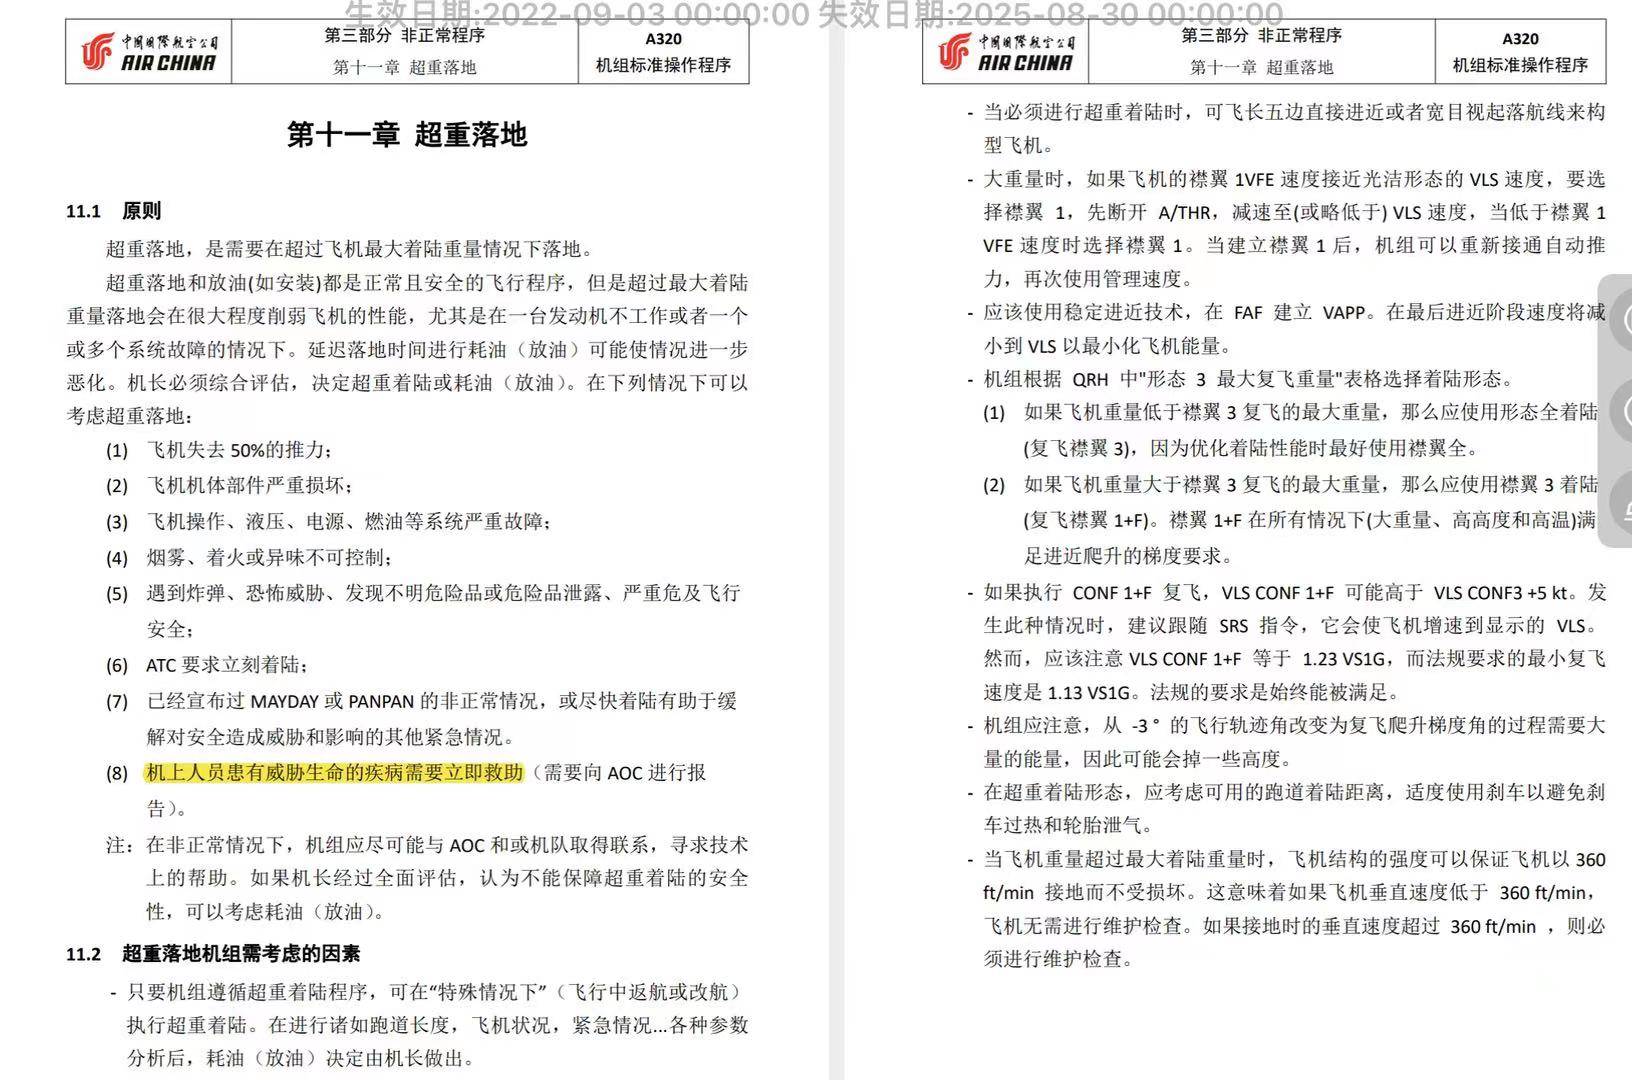 生效日期:2022-09-03 00:00:00 失效日期:2025-08-30 00:00:00
中国国际航空公司
AIR CHINA
第三部分 非正常程序
第十一章 超重落地
A320
机组标准操作程序
第十一章 超重落地
11.1 原则
超重落地，是需要在超过飞机最大着陆重量情况下落地。
超重落地和放油(如安装)都是正常且安全的飞行程序，但是超过最大着陆
重量落地会在很大程度削弱飞机的性能，尤其是在一台发动机不工作或者一个
或多个系统故障的情况下。延迟落地时间进行耗油（放油）可能使情况进一步
恶化。机长必须综合评估，决定超重着陆或耗油（放油）。在下列情况下可以
考虑超重落地：
(1) 飞机失去 50%的推力；
(2) 飞机机体部件严重损坏；
(3) 飞机操作、液压、电源、燃油等系统严重故障；
(4) 烟雾、着火或异味不可控制；
(5) 遇到炸弹、恐怖威胁、发现不明危险品或危险品泄露、严重危及飞行
安全；
(6) ATC 要求立刻着陆；
(7) 已经宣布过 MAYDAY 或 PANPAN 的非正常情况，或尽快着陆有助于缓
解对安全造成威胁和影响的其他紧急情况。
(8) 机上人员患有威胁生命的疾病需要立即救助（需要向 AOC 进行报
告）。
注：在非正常情况下，机组应尽可能与 AOC 和或机队取得联系，寻求技术
上的帮助。如果机长经过全面评估，认为不能保障超重着陆的安全
性，可以考虑耗油（放油）。
11.2 超重落地机组需考虑的因素
- 只要机组遵循超重着陆程序，可在“特殊情况下”（飞行中返航或改航）
执行超重着陆。在进行诸如跑道长度，飞机状况，紧急情况...各种参数
分析后，耗油（放油）决定由机长做出。
中国国际航空公司
AIR CHINA
第三部分 非正常程序
第十一章 超重落地
A320
机组标准操作程序
- 当必须进行超重着陆时，可飞长五边直接进近或者宽目视起落航线来构
型飞机。
- 大重量时，如果飞机的襟翼 1VFE 速度接近光洁形态的 VLS 速度，要选
择襟翼 1，先断开 A/THR，减速至(或略低于) VLS 速度，当低于襟翼 1
VFE 速度时选择襟翼 1。当建立襟翼 1 后，机组可以重新接通自动推
力，再次使用管理速度。
- 应该使用稳定进近技术，在 FAF 建立 VAPP。在最后进近阶段速度将减
小到 VLS 以最小化飞机能量。
- 机组根据 QRH 中"形态 3 最大复飞重量"表格选择着陆形态。
(1) 如果飞机重量低于襟翼 3 复飞的最大重量，那么应使用形态全着陆
(复飞襟翼 3)，因为优化着陆性能时最好使用襟翼全。
(2) 如果飞机重量大于襟翼 3 复飞的最大重量，那么应使用襟翼 3 着陆
(复飞襟翼 1+F)。襟翼 1+F 在所有情况下(大重量、高高度和高温)满
足进近爬升的梯度要求。
- 如果执行 CONF 1+F 复飞，VLS CONF 1+F 可能高于 VLS CONF3 +5 kt。发
生此种情况时，建议跟随 SRS 指令，它会使飞机增速到显示的 VLS。
然而，应该注意 VLS CONF 1+F 等于 1.23 VS1G，而法规要求的最小复飞
速度是 1.13 VS1G。法规的要求是始终能被满足。
- 机组应注意，从 -3 ° 的飞行轨迹角改变为复飞爬升梯度角的过程需要大
量的能量，因此可能会掉一些高度。
- 在超重着陆形态，应考虑可用的跑道着陆距离，适度使用刹车以避免刹
车过热和轮胎泄气。
- 当飞机重量超过最大着陆重量时，飞机结构的强度可以保证飞机以 360
ft/min 接地而不受损坏。这意味着如果飞机垂直速度低于 360 ft/min，
飞机无需进行维护检查。如果接地时的垂直速度超过 360 ft/min ，则必
须进行维护检查。